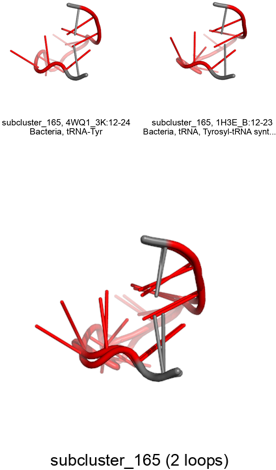 subcluster_165, 4WQ1_3K:12-24
Bacteria, tRNA-Tyr
subcluster_165, 1H3E_B:12-23
Bacteria, tRNA, Tyrosyl-tRNA synt...
subcluster_165 (2 loops)